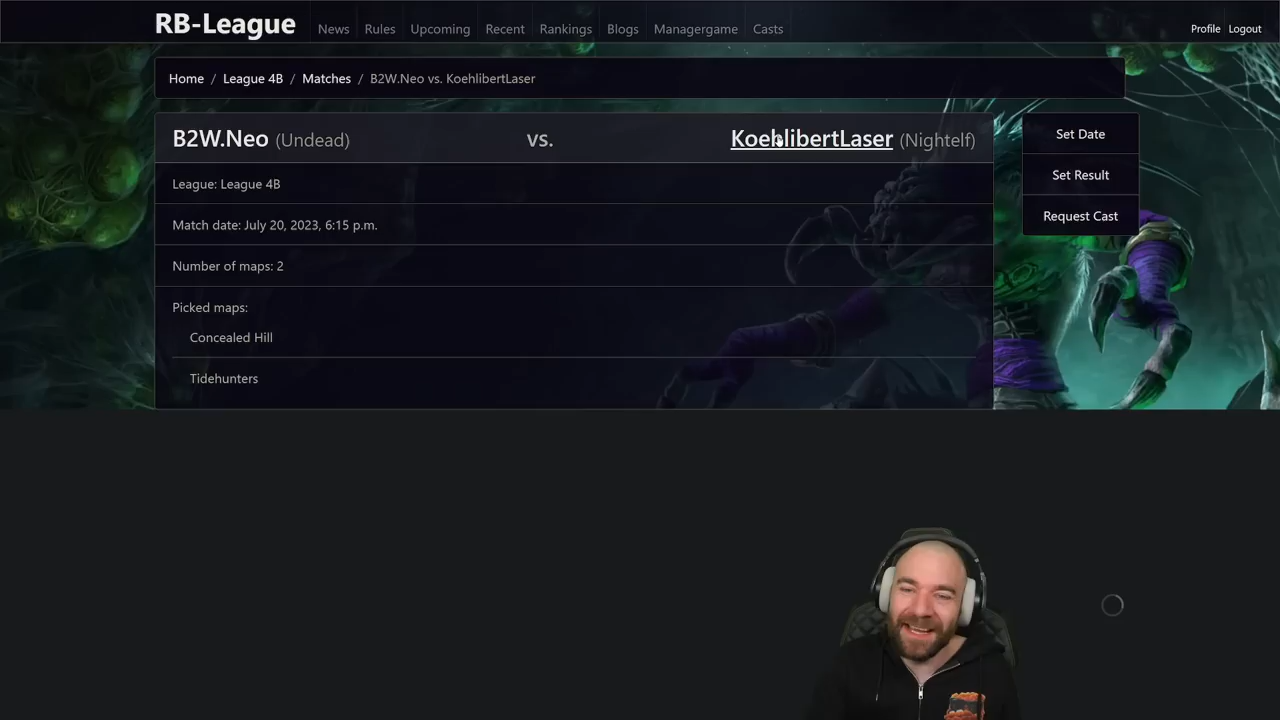 RB-League News Rules Upcoming Recent Rankings Blogs Managergame Casts Profile Logout
Home / League 4B / Matches / B2W.Neo vs. KoehlibertLaser
B2W.Neo (Undead) vs. KoehlibertLaser (Nightelf)
Set Date
League: League 4B
Set Result
Match date: July 20, 2023, 6:15 p.m.
Request Cast
Number of maps: 2
Picked maps:
Concealed Hill
Tidehunters